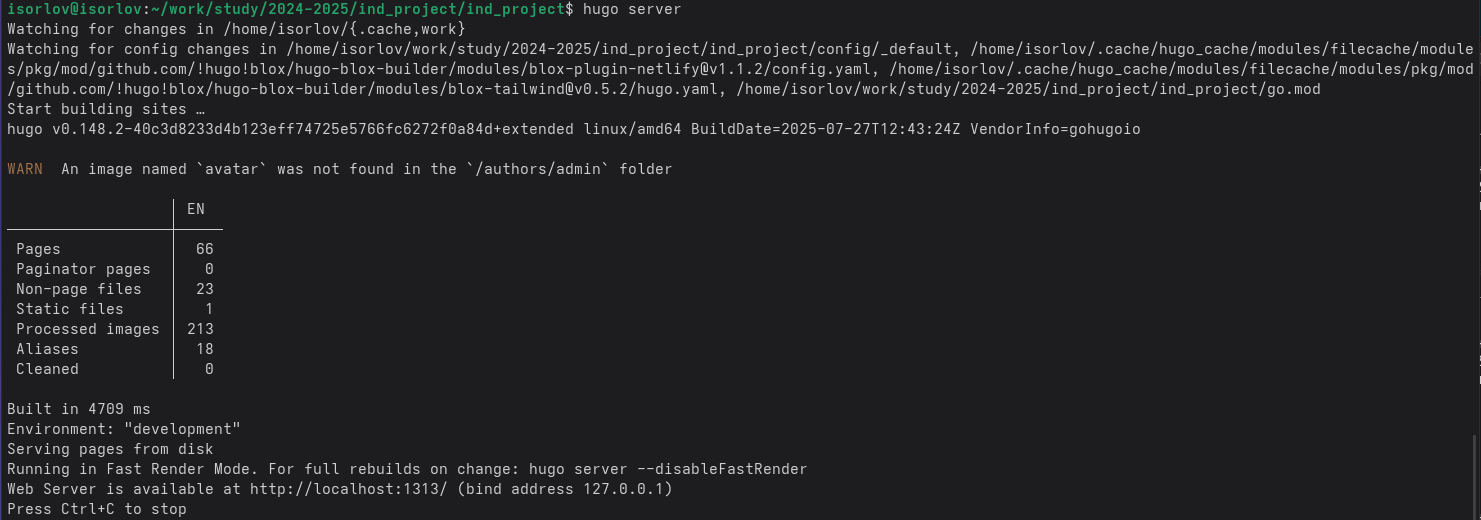 isorlov@isorlov:~/work/study/2024-2025/ind_project/ind_project$ hugo server
Watching for changes in /home/isorlov/{.cache,work}
Watching for config changes in /home/isorlov/work/study/2024-2025/ind_project/ind_project/config/_default, /home/isorlov/.cache/hugo_cache/modules/filecache/module
s/pkg/mod/github.com/!hugo!blox/hugo-blox-builder/modules/blox-plugin-netlify@v1.1.2/config.yaml, /home/isorlov/.cache/hugo_cache/modules/filecache/modules/pkg/mod
/github.com/!hugo!blox/hugo-blox-builder/modules/blox-tailwind@v0.5.2/hugo.yaml, /home/isorlov/work/study/2024-2025/ind_project/ind_project/go.mod
Start building sites …
hugo v0.148.2-40c3d8233d4b123eff74725e5766fc6272f0a84d+extended linux/amd64 BuildDate=2025-07-27T12:43:24Z VendorInfo=gohugoio
WARN  An image named `avatar` was not found in the `/authors/admin` folder
EN
Pages 66
Paginator pages 0
Non-page files 23
Static files 1
Processed images 213
Aliases 18
Cleaned 0
Built in 4709 ms
Environment: "development"
Serving pages from disk
Running in Fast Render Mode. For full rebuilds on change: hugo server --disableFastRender
Web Server is available at http://localhost:1313/ (bind address 127.0.0.1)
Press Ctrl+C to stop